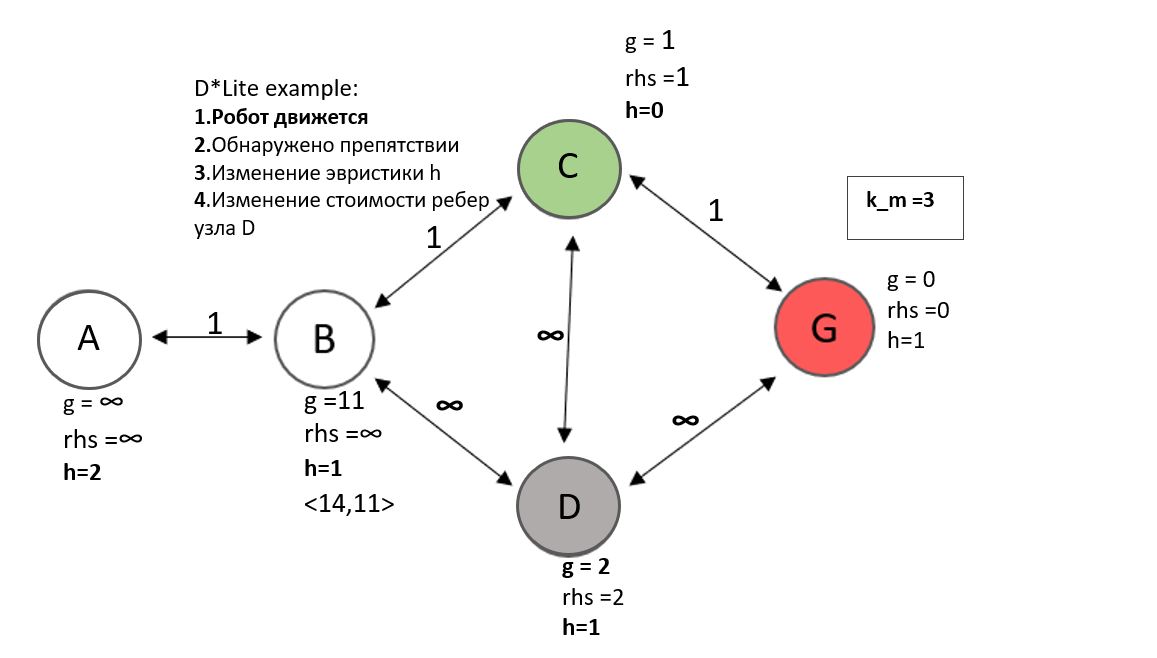 g = 1
rhs =1
h=0
D*Lite example:
1.Робот движется
2.Обнаружено препятствии
3.Изменение эвристики h
4.Изменение стоимости ребер
узла D
C
k_m =3
1
1
g = 0
rhs =0
h=1
A
1
B
∞
G
g = ∞
rhs =∞
h=2
g =11
rhs =∞
h=1
<14,11>
∞
∞
D
g = 2
rhs =2
h=1